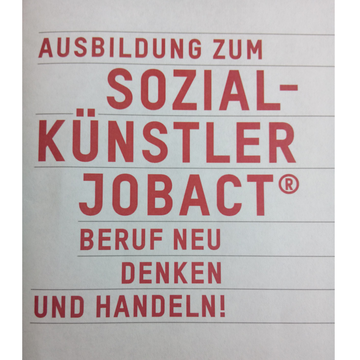 AUSBILDUNG ZUM
SOZIAL-
KÜNSTLER
JOBACT®
BERUF NEU
DENKEN
UND HANDELN!